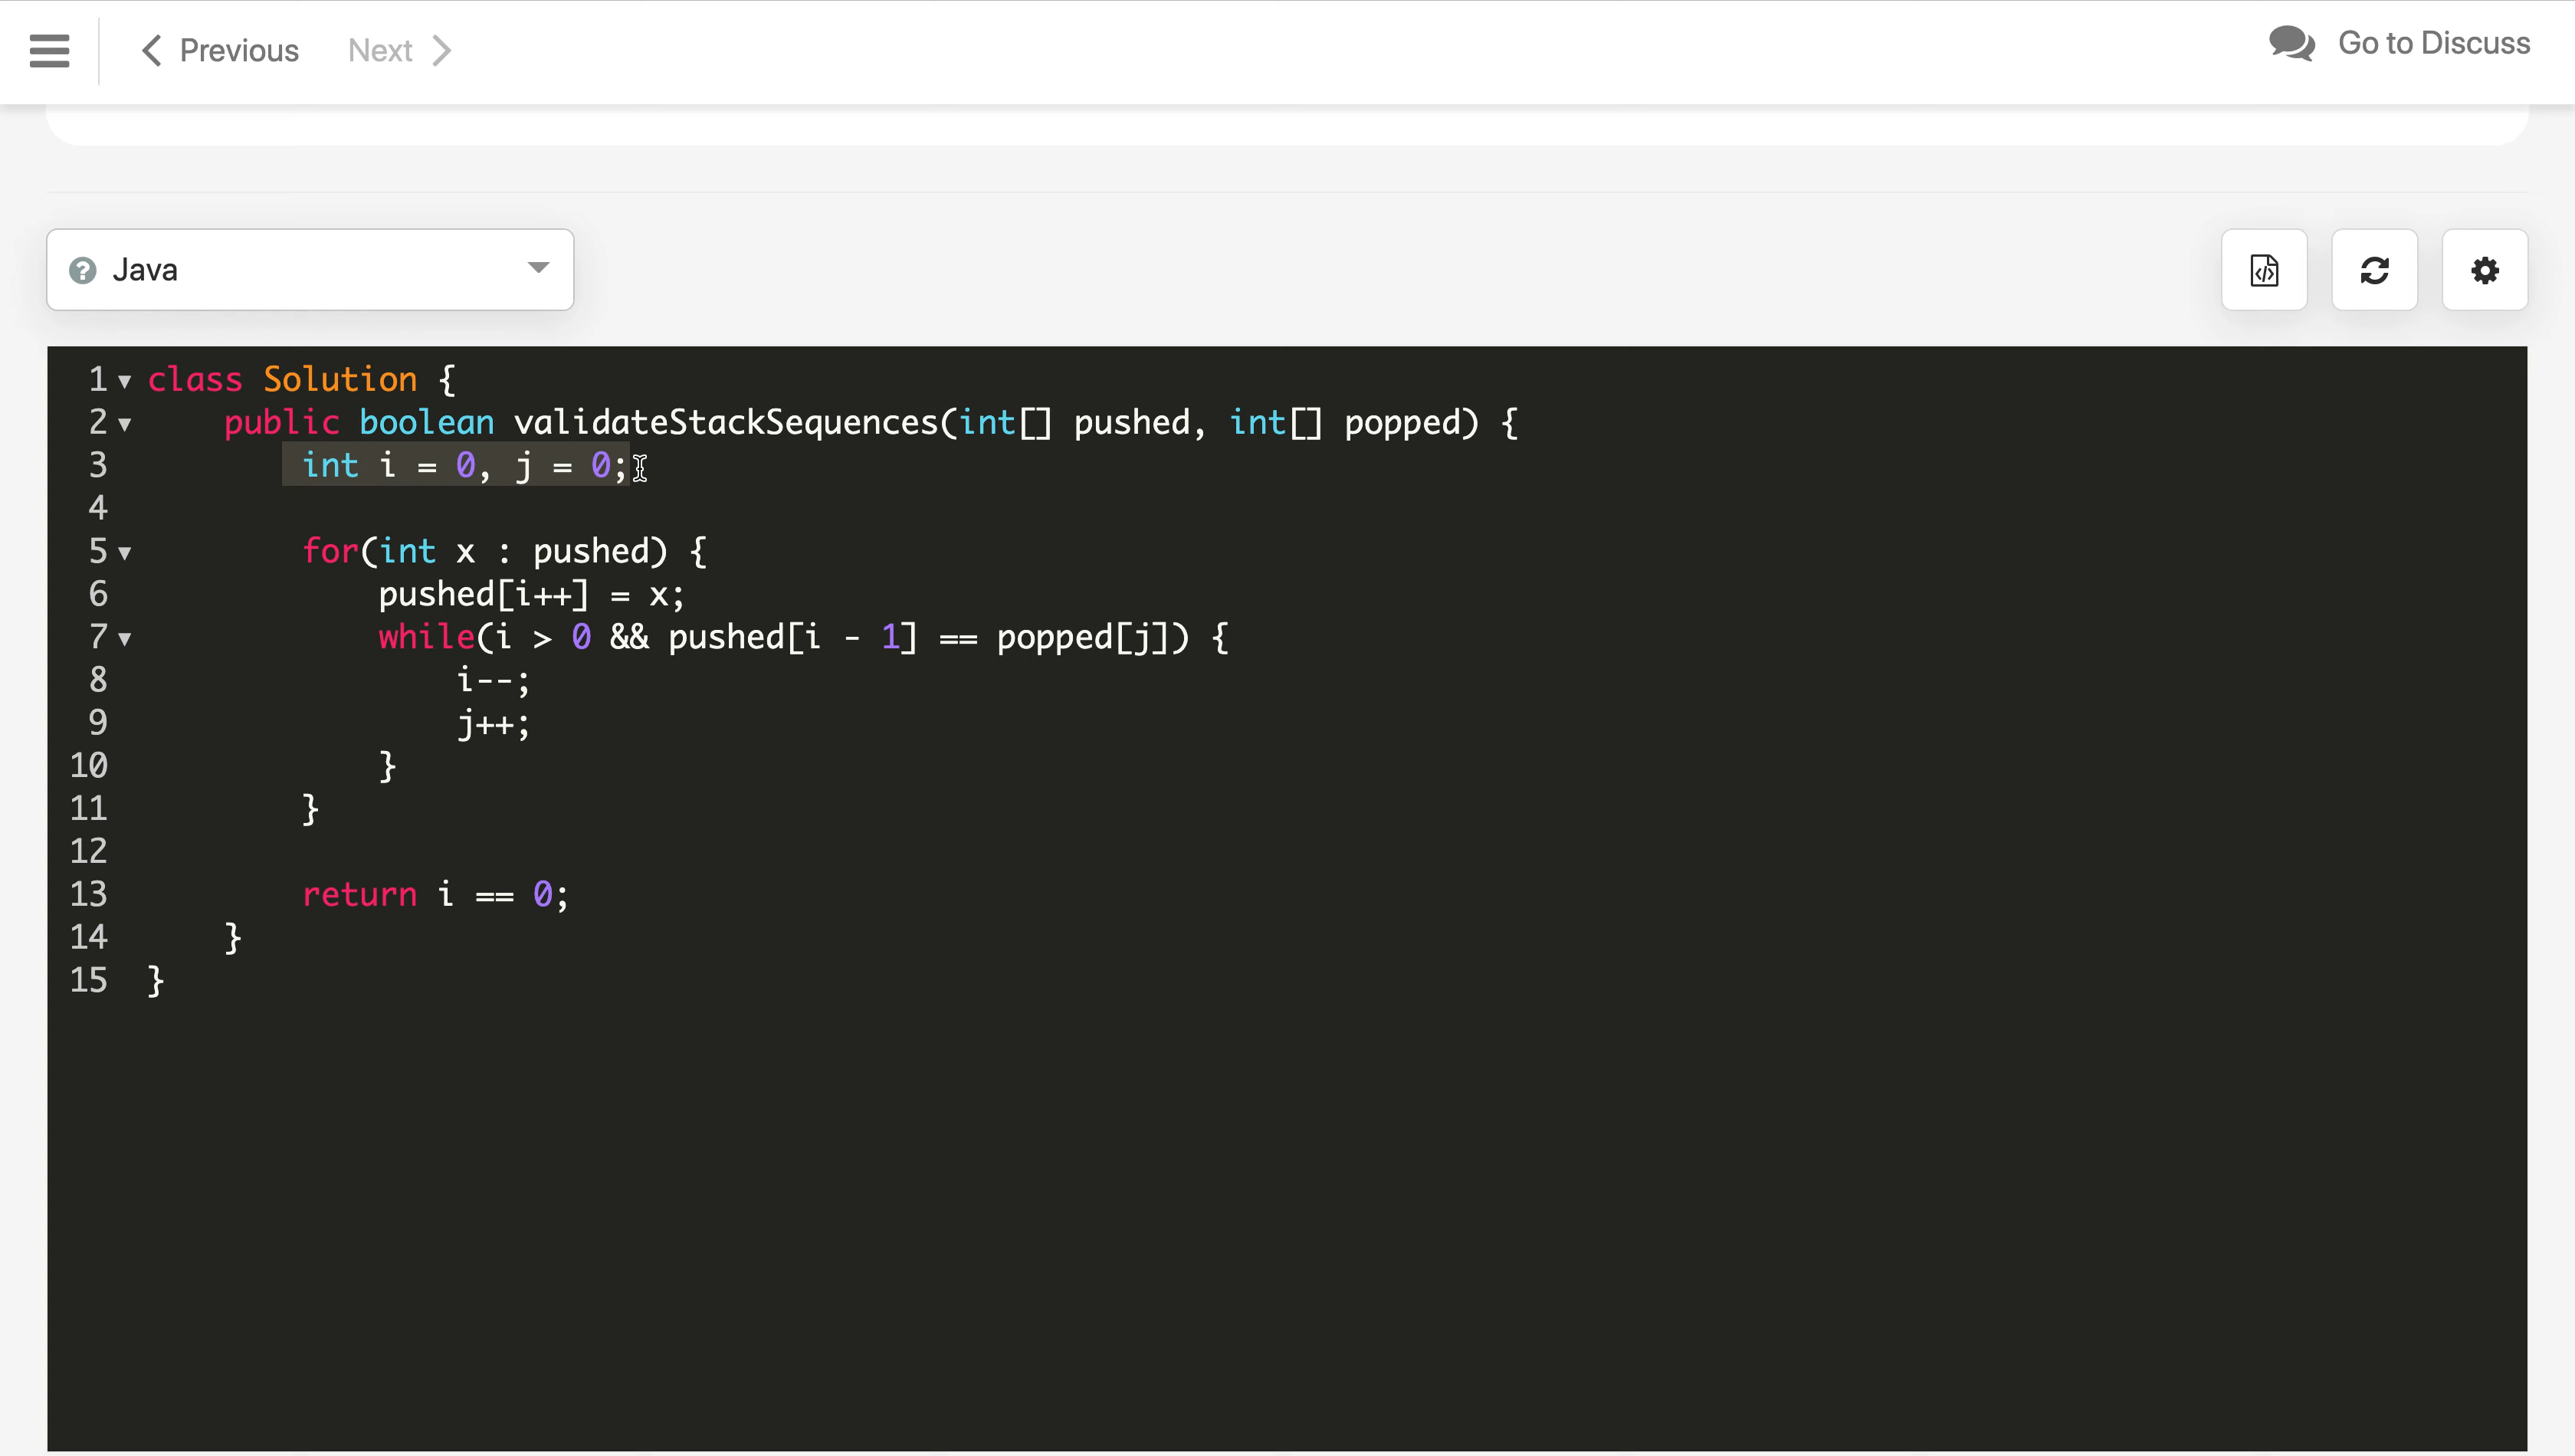 Previous Next Go to Discuss
Java
1 class Solution {
2 public boolean validateStackSequences(int[] pushed, int[] popped) {
3 int i = 0, j = 0;
4
5 for(int x : pushed) {
6 pushed[i++] = x;
7 while(i > 0 && pushed[i - 1] == popped[j]) {
8 i--;
9 j++;
10 }
11 }
12
13 return i == 0;
14 }
15 }